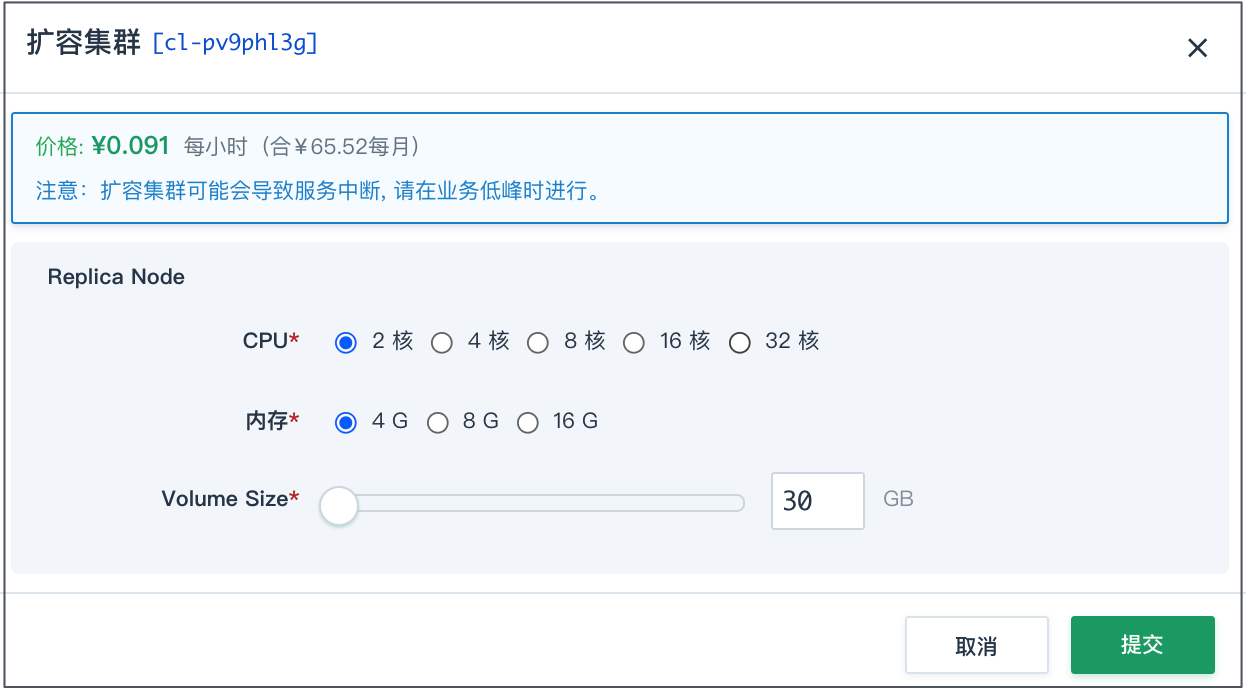 扩容集群 [cl-pv9phl3g]
价格: ¥0.091 每小时（合￥65.52每月）
注意：扩容集群可能会导致服务中断, 请在业务低峰时进行。
Replica Node
CPU* 2 核 4 核 8 核 16 核 32 核
内存* 4 G 8 G 16 G
Volume Size* 30 GB
取消 提交